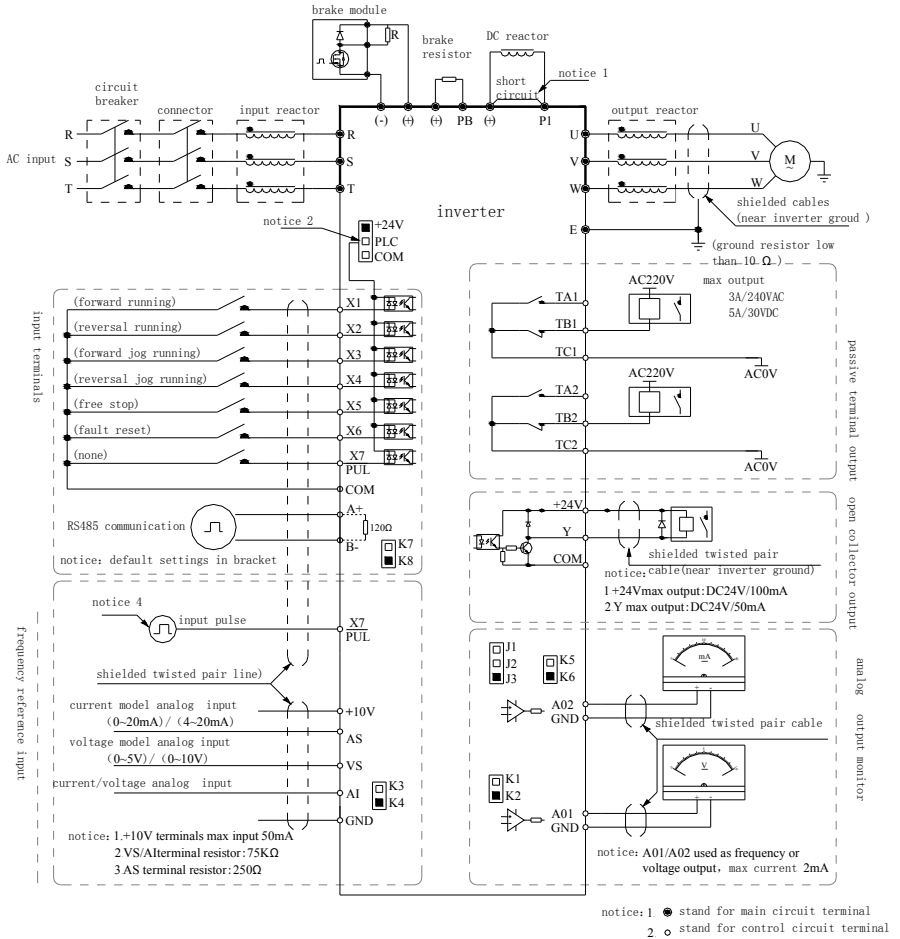 brake module
R
brake
resistor
DC reactor
notice 1
short
circuit
circuit
breaker
connector
input reactor
(-) (+) (+) PB (+) P1
output reactor
R
S
T
AC input
R
S
T
U
V
W
U
V
W
M
~
inverter
shielded cables
(near inverter groud )
E
(ground resistor low
than 10 Ω )
notice 2
+24V
PLC
COM
input terminals
(forward running) X1
(reversal running) X2
(forward jog running) X3
(reversal jog running) X4
(free stop) X5
(fault reset) X6
(none) X7
PUL
COM
RS485 communication
A+
120Ω
B-
K7
K8
notice: default settings in bracket
TA1
TB1
TC1
AC220V
max output
3A/240VAC
5A/30VDC
AC0V
TA2
TB2
TC2
AC220V
AC0V
passive terminal output
+24V
Y
COM
shielded twisted pair
cable(near inverter ground)
notice:
1 +24Vmax output:DC24V/100mA
2 Y max output:DC24V/50mA
open collector output
frequency reference input
notice 4
input pulse
X7
PUL
shielded twisted pair line)
current model analog input
(0~20mA)/(4~20mA)
+10V
AS
voltage model analog input
(0~5V)/(0~10V)
VS
current/voltage analog input
AI
K3
K4
GND
notice: 1.+10V terminals max input 50mA
2.VS/AIterminal resistor:75KΩ
3.AS terminal resistor:250Ω
J1
J2
J3
K5
K6
mA
+ -
A02
GND
shielded twisted pair cable
K1
K2
V
+ -
A01
GND
notice: A01/A02 used as frequency or
voltage output, max current 2mA
analog output monitor
notice: 1. stand for main circuit terminal
2. stand for control circuit terminal